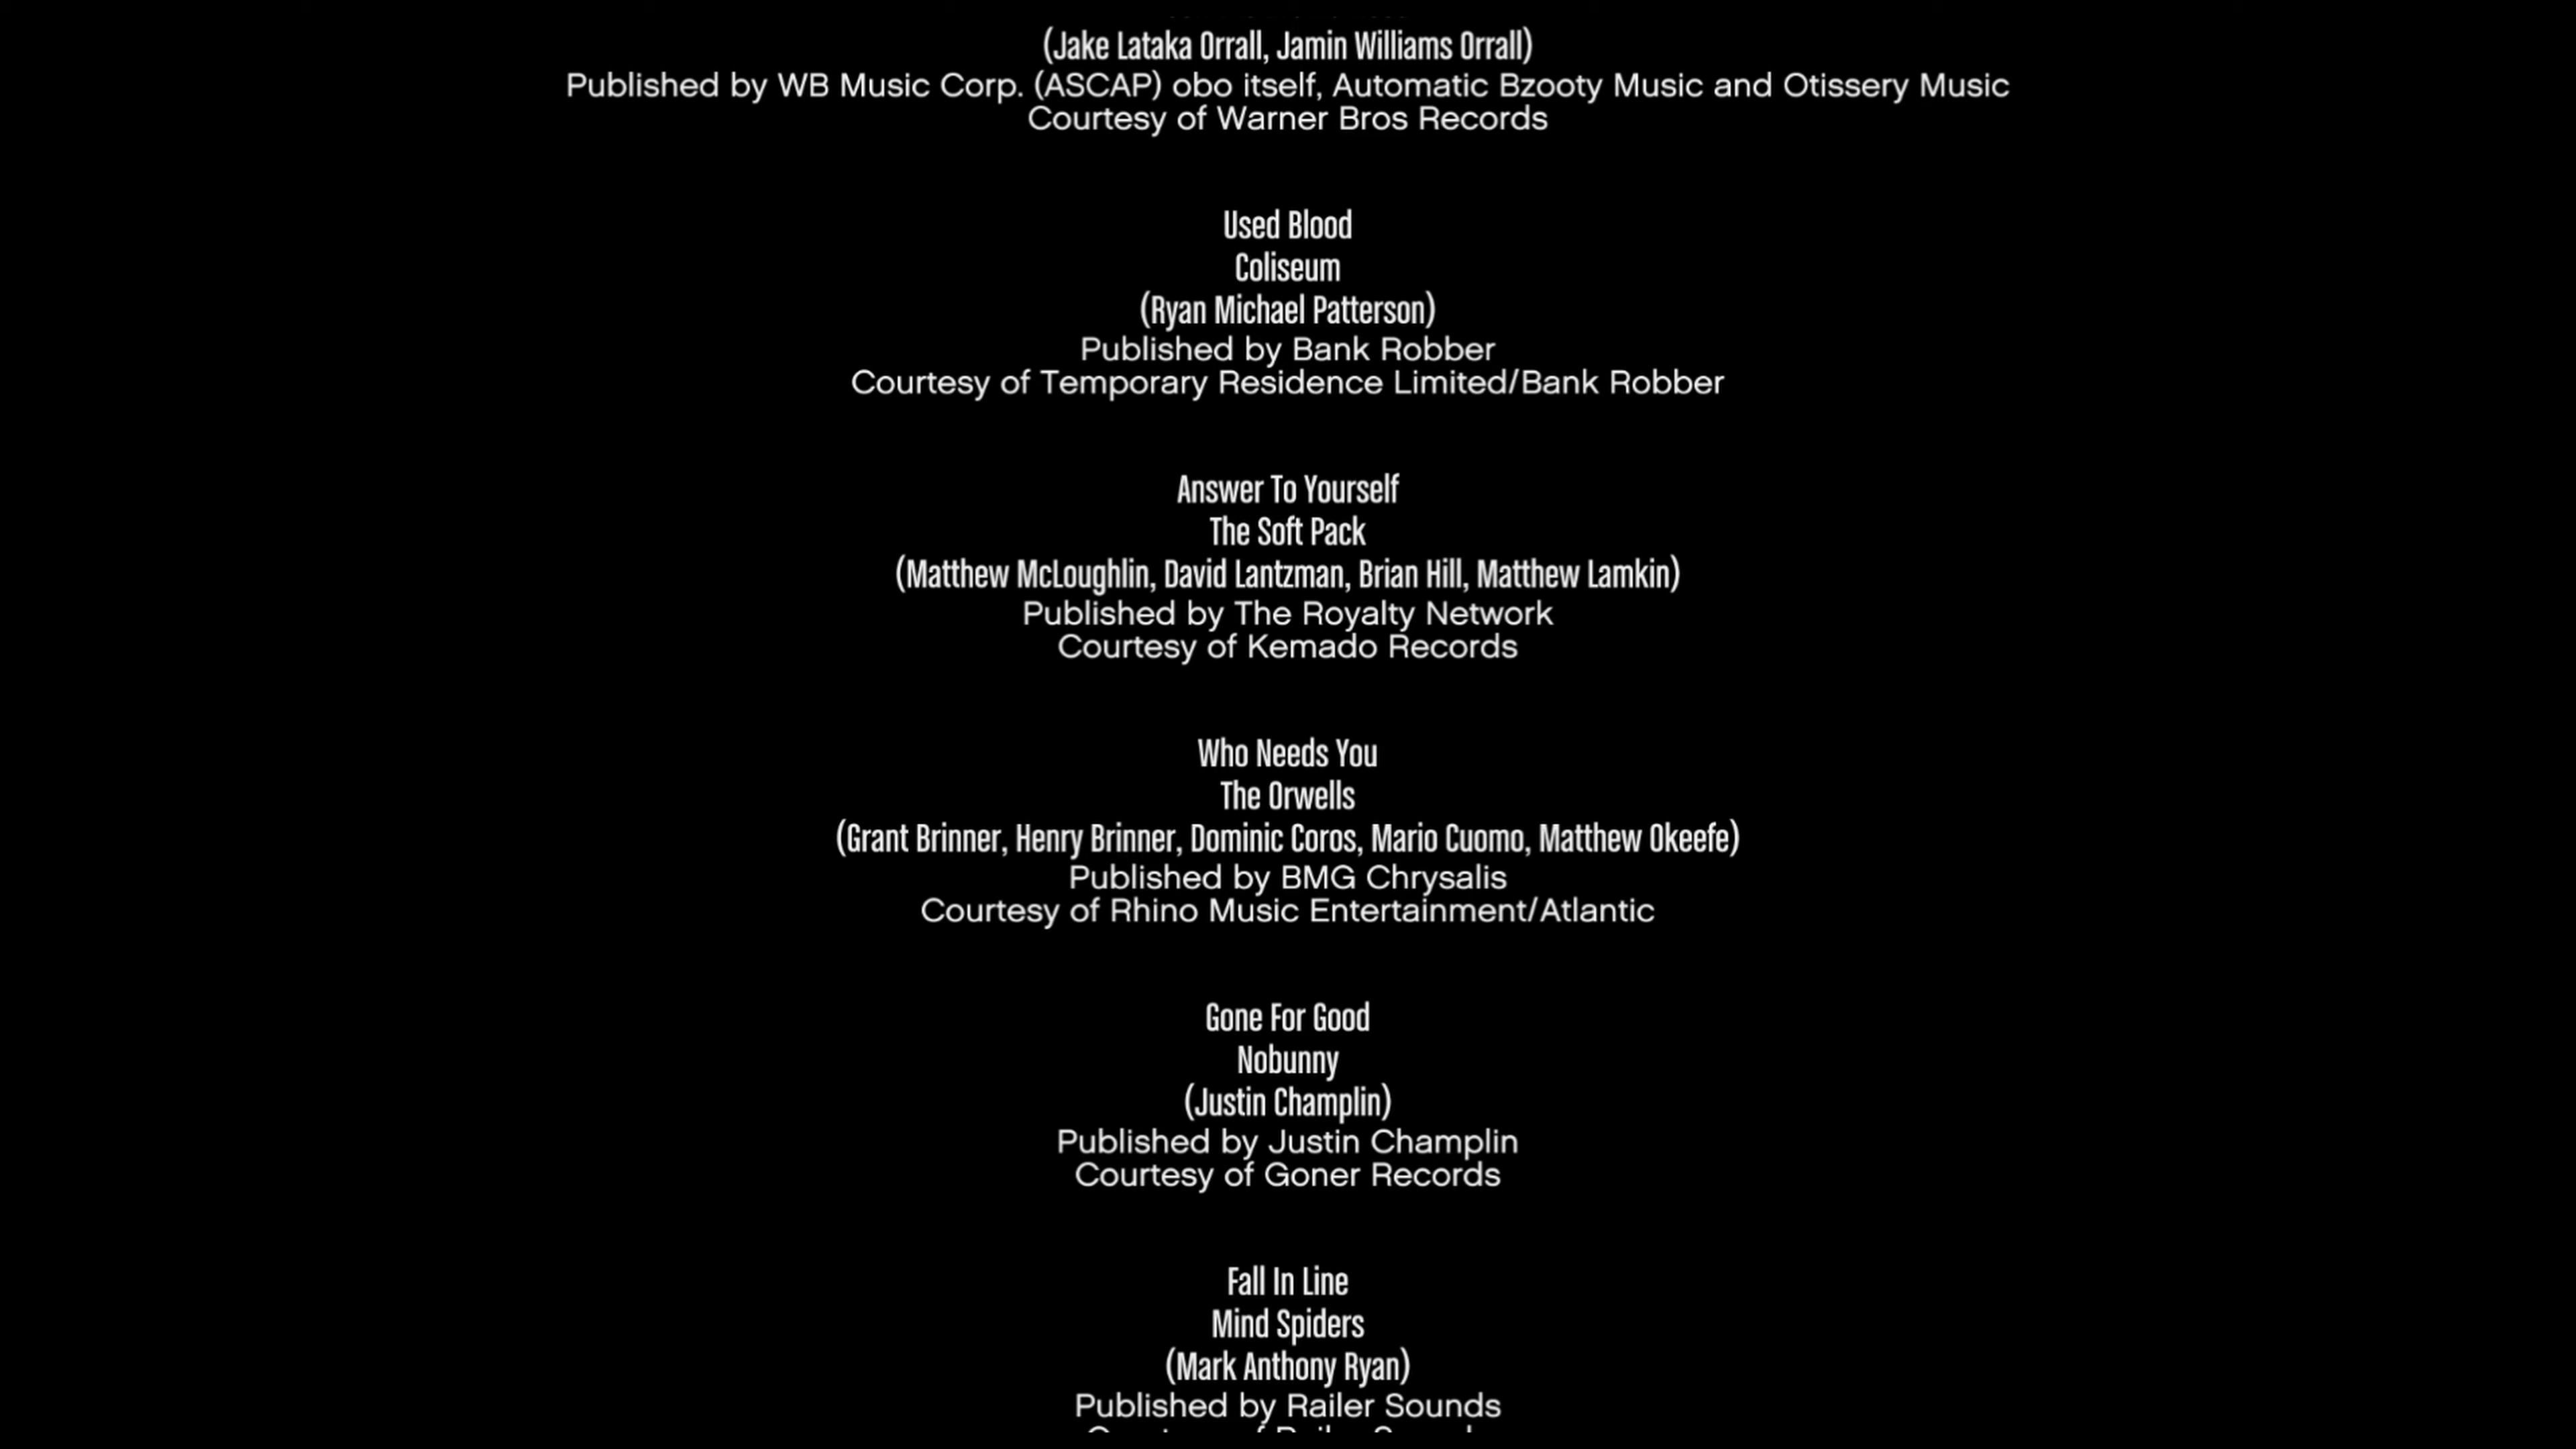 (Jake Lataka Orrall, Jamin Williams Orrall)
Published by WB Music Corp. (ASCAP) obo itself, Automatic Bzooty Music and Otissery Music
Courtesy of Warner Bros Records
Used Blood
Coliseum
(Ryan Michael Patterson)
Published by Bank Robber
Courtesy of Temporary Residence Limited/Bank Robber
Answer To Yourself
The Soft Pack
(Matthew McLoughlin, David Lantzman, Brian Hill, Matthew Lamkin)
Published by The Royalty Network
Courtesy of Kemado Records
Who Needs You
The Orwells
(Grant Brinner, Henry Brinner, Dominic Coros, Mario Cuomo, Matthew Okeefe)
Published by BMG Chrysalis
Courtesy of Rhino Music Entertainment/Atlantic
Gone For Good
Nobunny
(Justin Champlin)
Published by Justin Champlin
Courtesy of Goner Records
Fall In Line
Mind Spiders
(Mark Anthony Ryan)
Published by Railer Sounds